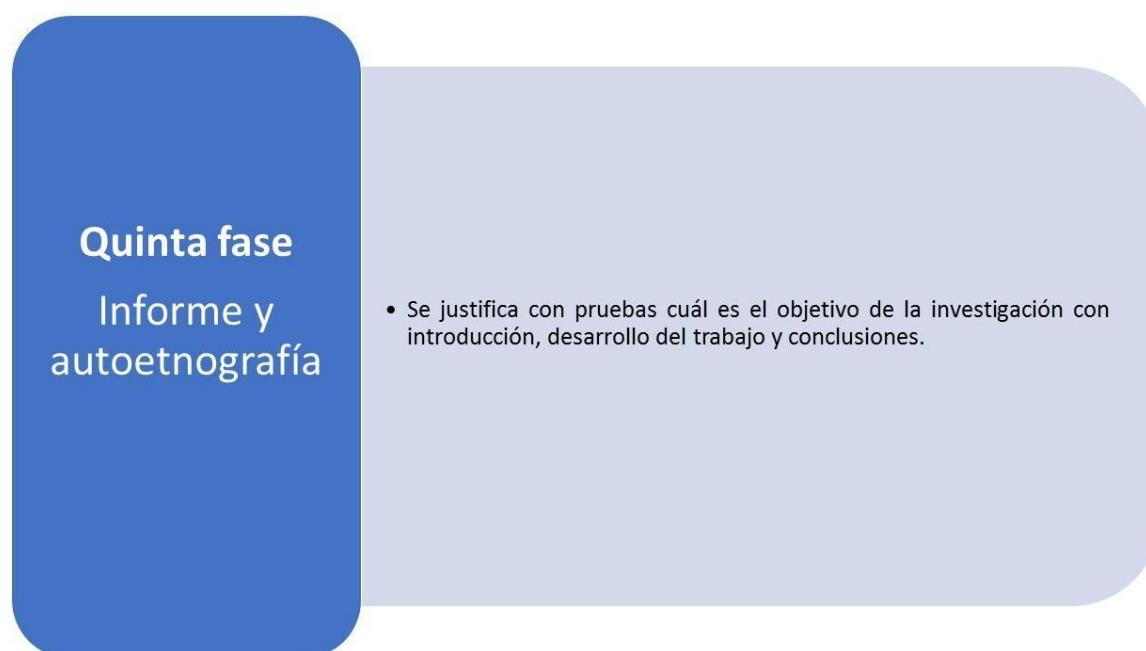 Quinta fase
Informe y
autoetnografía
• Se justifica con pruebas cuál es el objetivo de la investigación con
introducción, desarrollo del trabajo y conclusiones.